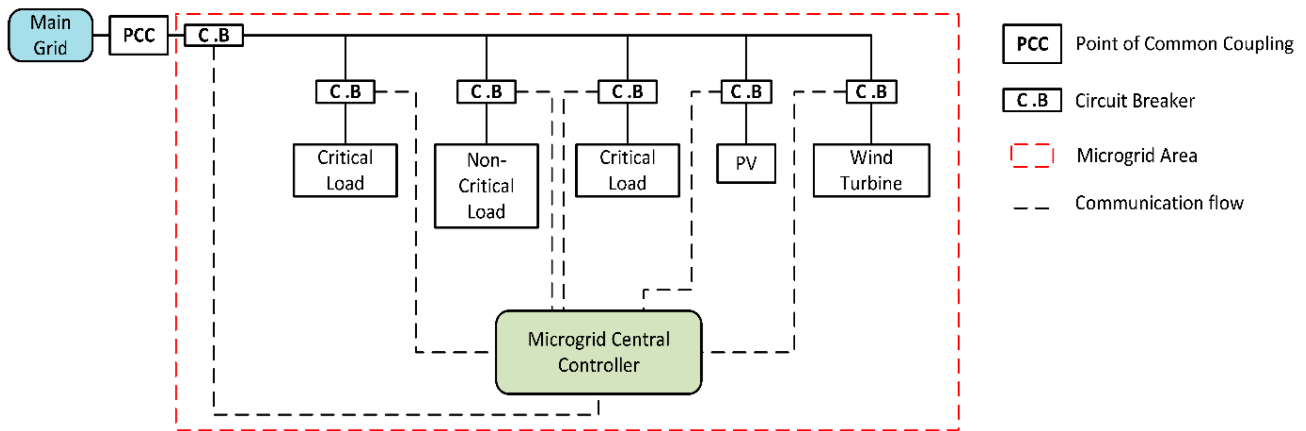 Main
Grid
PCC
C.B
C.B
C.B
C.B
C.B
C.B
Critical
Load
Non-
Critical
Load
Critical
Load
PV
Wind
Turbine
Microgrid Central
Controller
PCC Point of Common Coupling
C.B Circuit Breaker
Microgrid Area
Communication flow